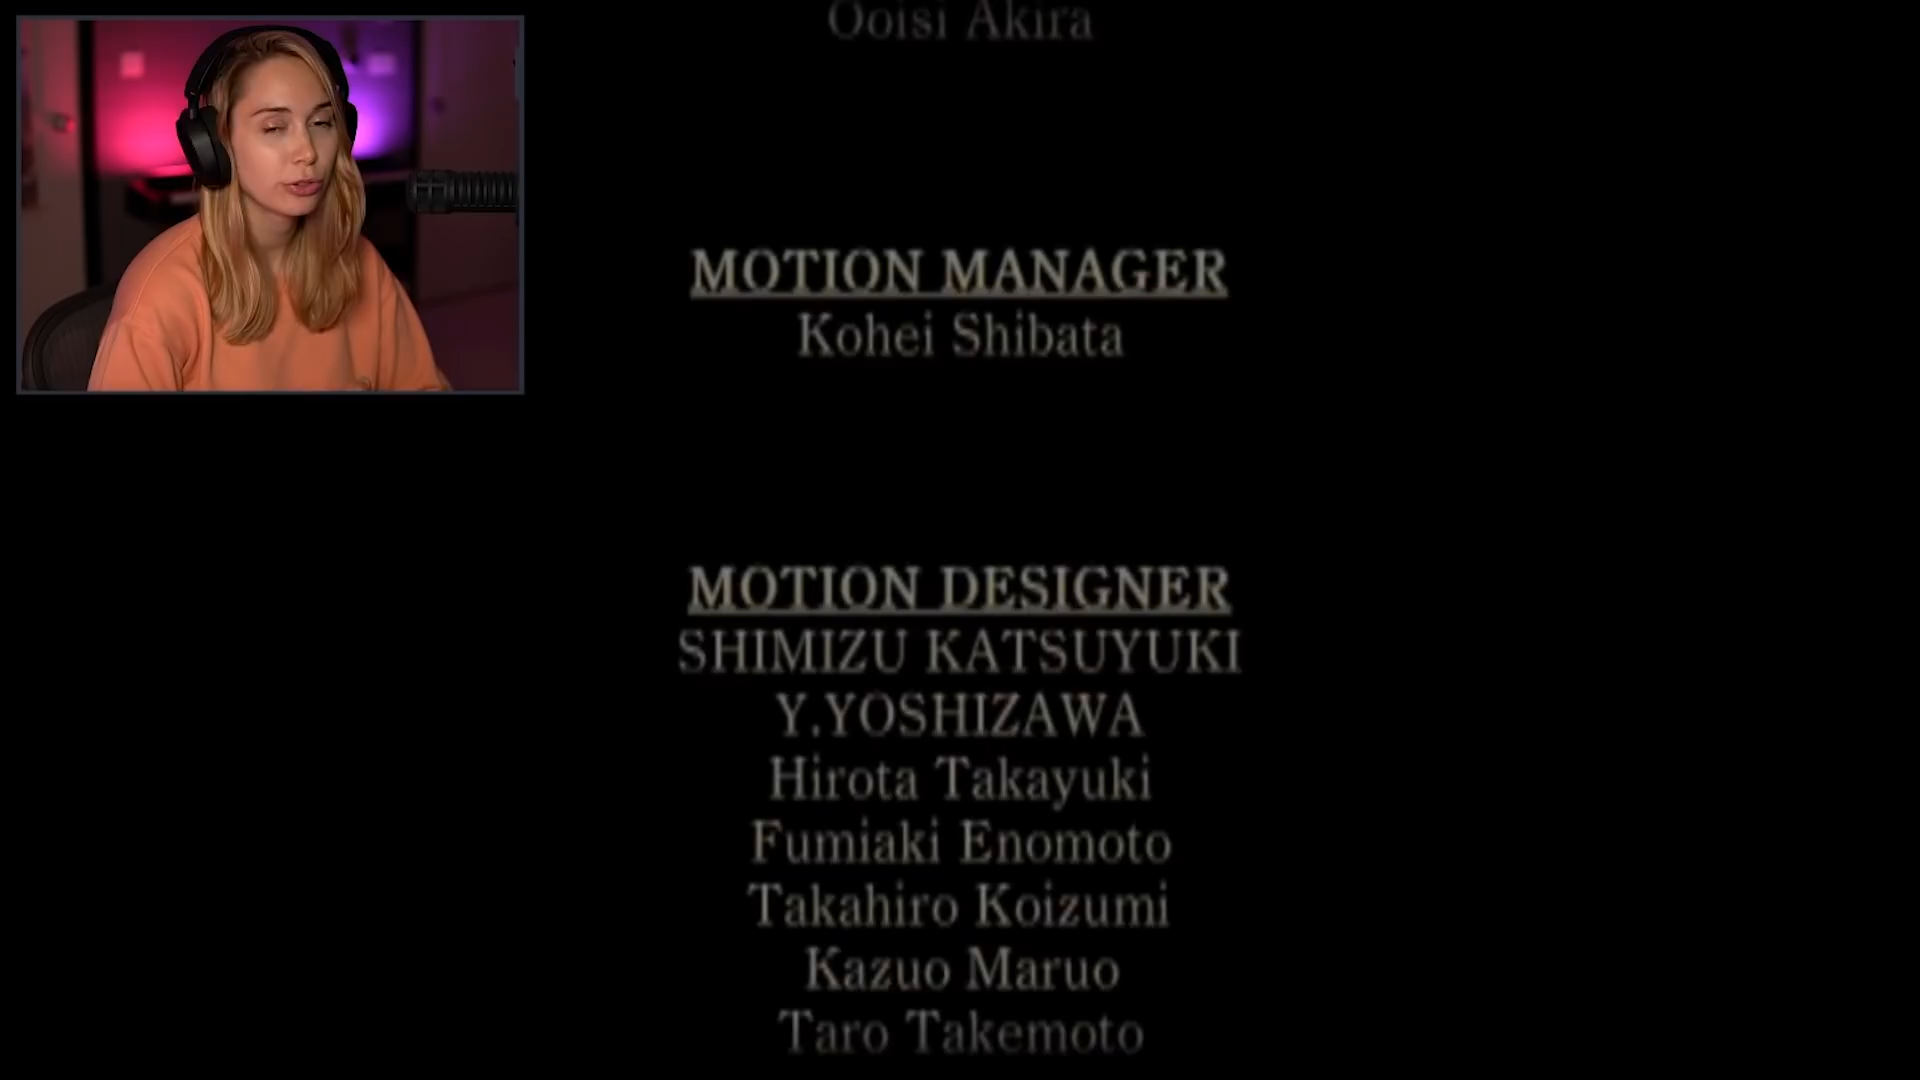 Ooisi Akira
MOTION MANAGER
Kohei Shibata
MOTION DESIGNER
SHIMIZU KATSUYUKI
Y.YOSHIZAWA
Hirota Takayuki
Fumiaki Enomoto
Takahiro Koizumi
Kazuo Maruo
Taro Takemoto